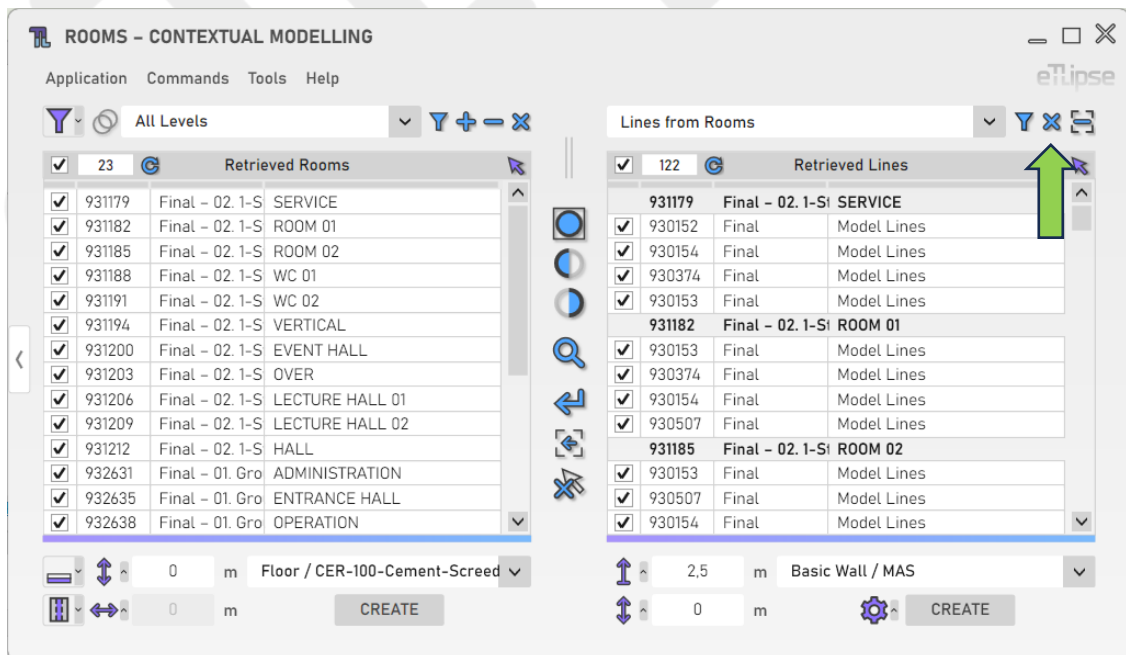 ROOMS – CONTEXTUAL MODELLING
Application Commands Tools Help
eTLipse
All Levels
Lines from Rooms
23 Retrieved Rooms
122 Retrieved Lines
931179 Final – 02. 1-S SERVICE
931182 Final – 02. 1-S ROOM 01
931185 Final – 02. 1-S ROOM 02
931188 Final – 02. 1-S WC 01
931191 Final – 02. 1-S WC 02
931194 Final – 02. 1-S VERTICAL
931200 Final – 02. 1-S EVENT HALL
931203 Final – 02. 1-S OVER
931206 Final – 02. 1-S LECTURE HALL 01
931209 Final – 02. 1-S LECTURE HALL 02
931212 Final – 02. 1-S HALL
932631 Final – 01. Gro ADMINISTRATION
932635 Final – 01. Gro ENTRANCE HALL
932638 Final – 01. Gro OPERATION
931179 Final – 02. 1-St SERVICE
930152 Final Model Lines
930154 Final Model Lines
930374 Final Model Lines
930153 Final Model Lines
931182 Final – 02. 1-St ROOM 01
930153 Final Model Lines
930374 Final Model Lines
930154 Final Model Lines
930507 Final Model Lines
931185 Final – 02. 1-St ROOM 02
930153 Final Model Lines
930507 Final Model Lines
930154 Final Model Lines
0 m Floor / CER-100-Cement-Screed
0 m CREATE
2,5 m Basic Wall / MAS
0 m CREATE